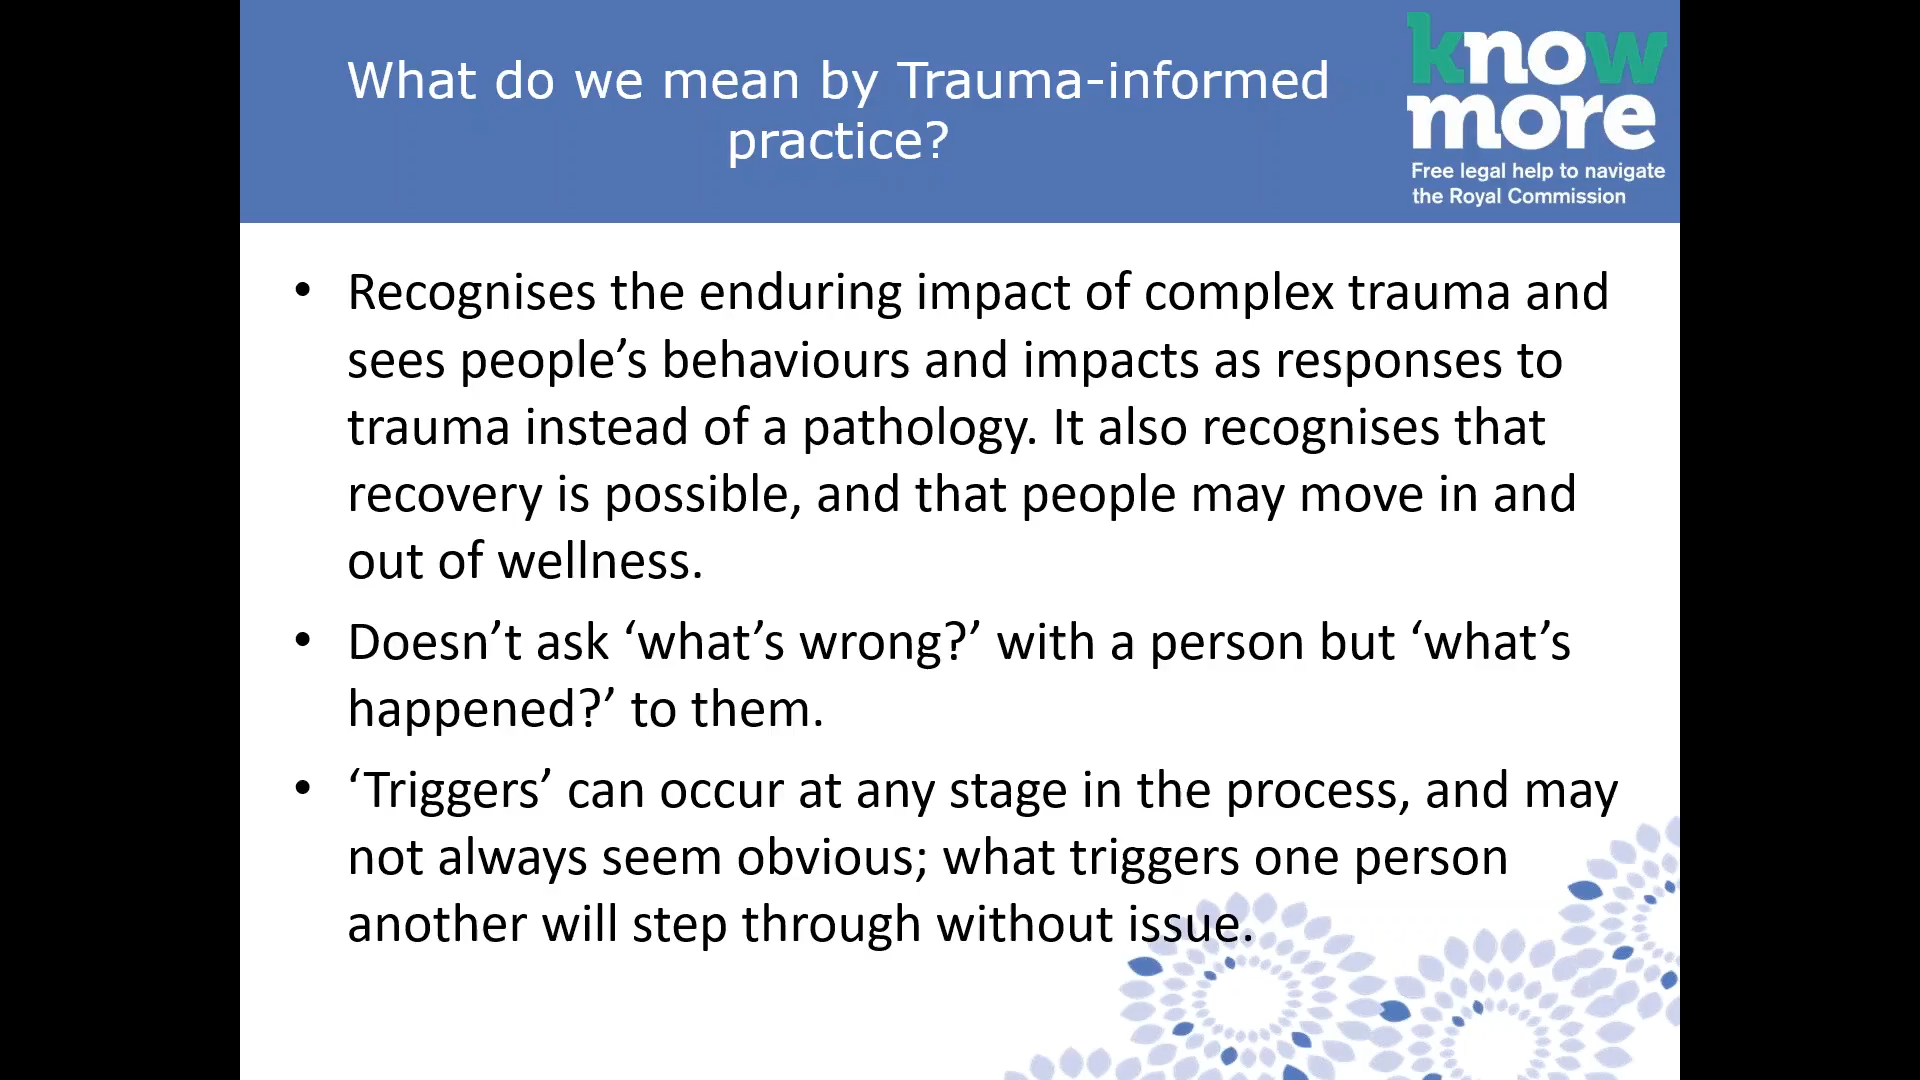 What do we mean by Trauma-informed
practice?
know
more
Free legal help to navigate
the Royal Commission
• Recognises the enduring impact of complex trauma and
sees people’s behaviours and impacts as responses to
trauma instead of a pathology. It also recognises that
recovery is possible, and that people may move in and
out of wellness.
• Doesn’t ask ‘what’s wrong?’ with a person but ‘what’s
happened?’ to them.
• ‘Triggers’ can occur at any stage in the process, and may
not always seem obvious; what triggers one person
another will step through without issue.